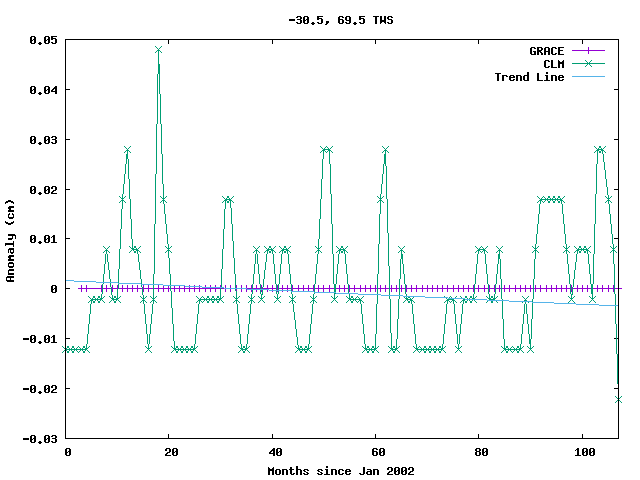 -30.5, 69.5 TWS
GRACE
CLM
Trend Line
0.05
0.04
0.03
0.02
0.01
0
-0.01
-0.02
-0.03
Anomaly (cm)
0 20 40 60 80 100
Months since Jan 2002